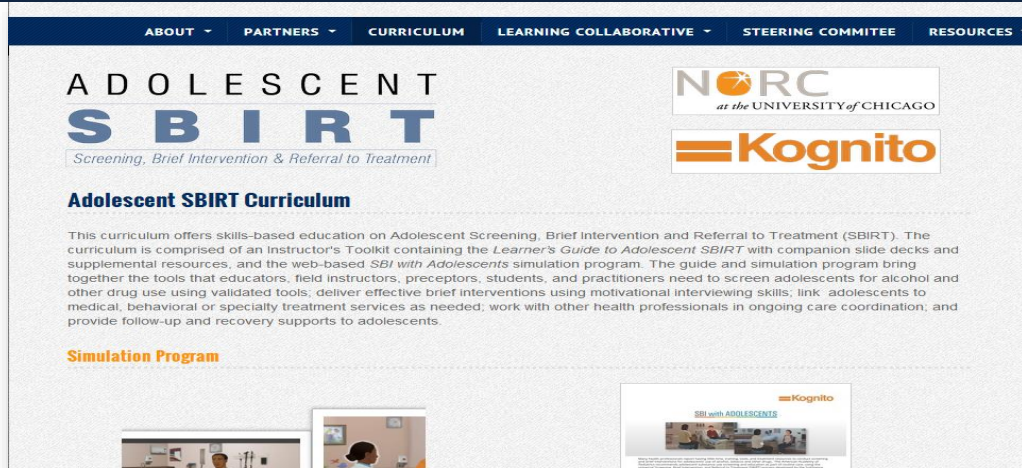 ABOUT PARTNERS CURRICULUM LEARNING COLLABORATIVE STEERING COMMITEE RESOURCES
ADOLESCENT
SBIRT
Screening, Brief Intervention & Referral to Treatment
NORC
at the UNIVERSITY of CHICAGO
Kognito
Adolescent SBIRT Curriculum
This curriculum offers skills-based education on Adolescent Screening, Brief Intervention and Referral to Treatment (SBIRT). The
curriculum is comprised of an Instructor's Toolkit containing the Learner's Guide to Adolescent SBIRT with companion slide decks and
supplemental resources, and the web-based SBI with Adolescents simulation program. The guide and simulation program bring
together the tools that educators, field instructors, preceptors, students, and practitioners need to screen adolescents for alcohol and
other drug use using validated tools; deliver effective brief interventions using motivational interviewing skills; link adolescents to
medical, behavioral or specialty treatment services as needed; work with other health professionals in ongoing care coordination; and
provide follow-up and recovery supports to adolescents.
Simulation Program
Kognito
SBI with ADOLESCENTS